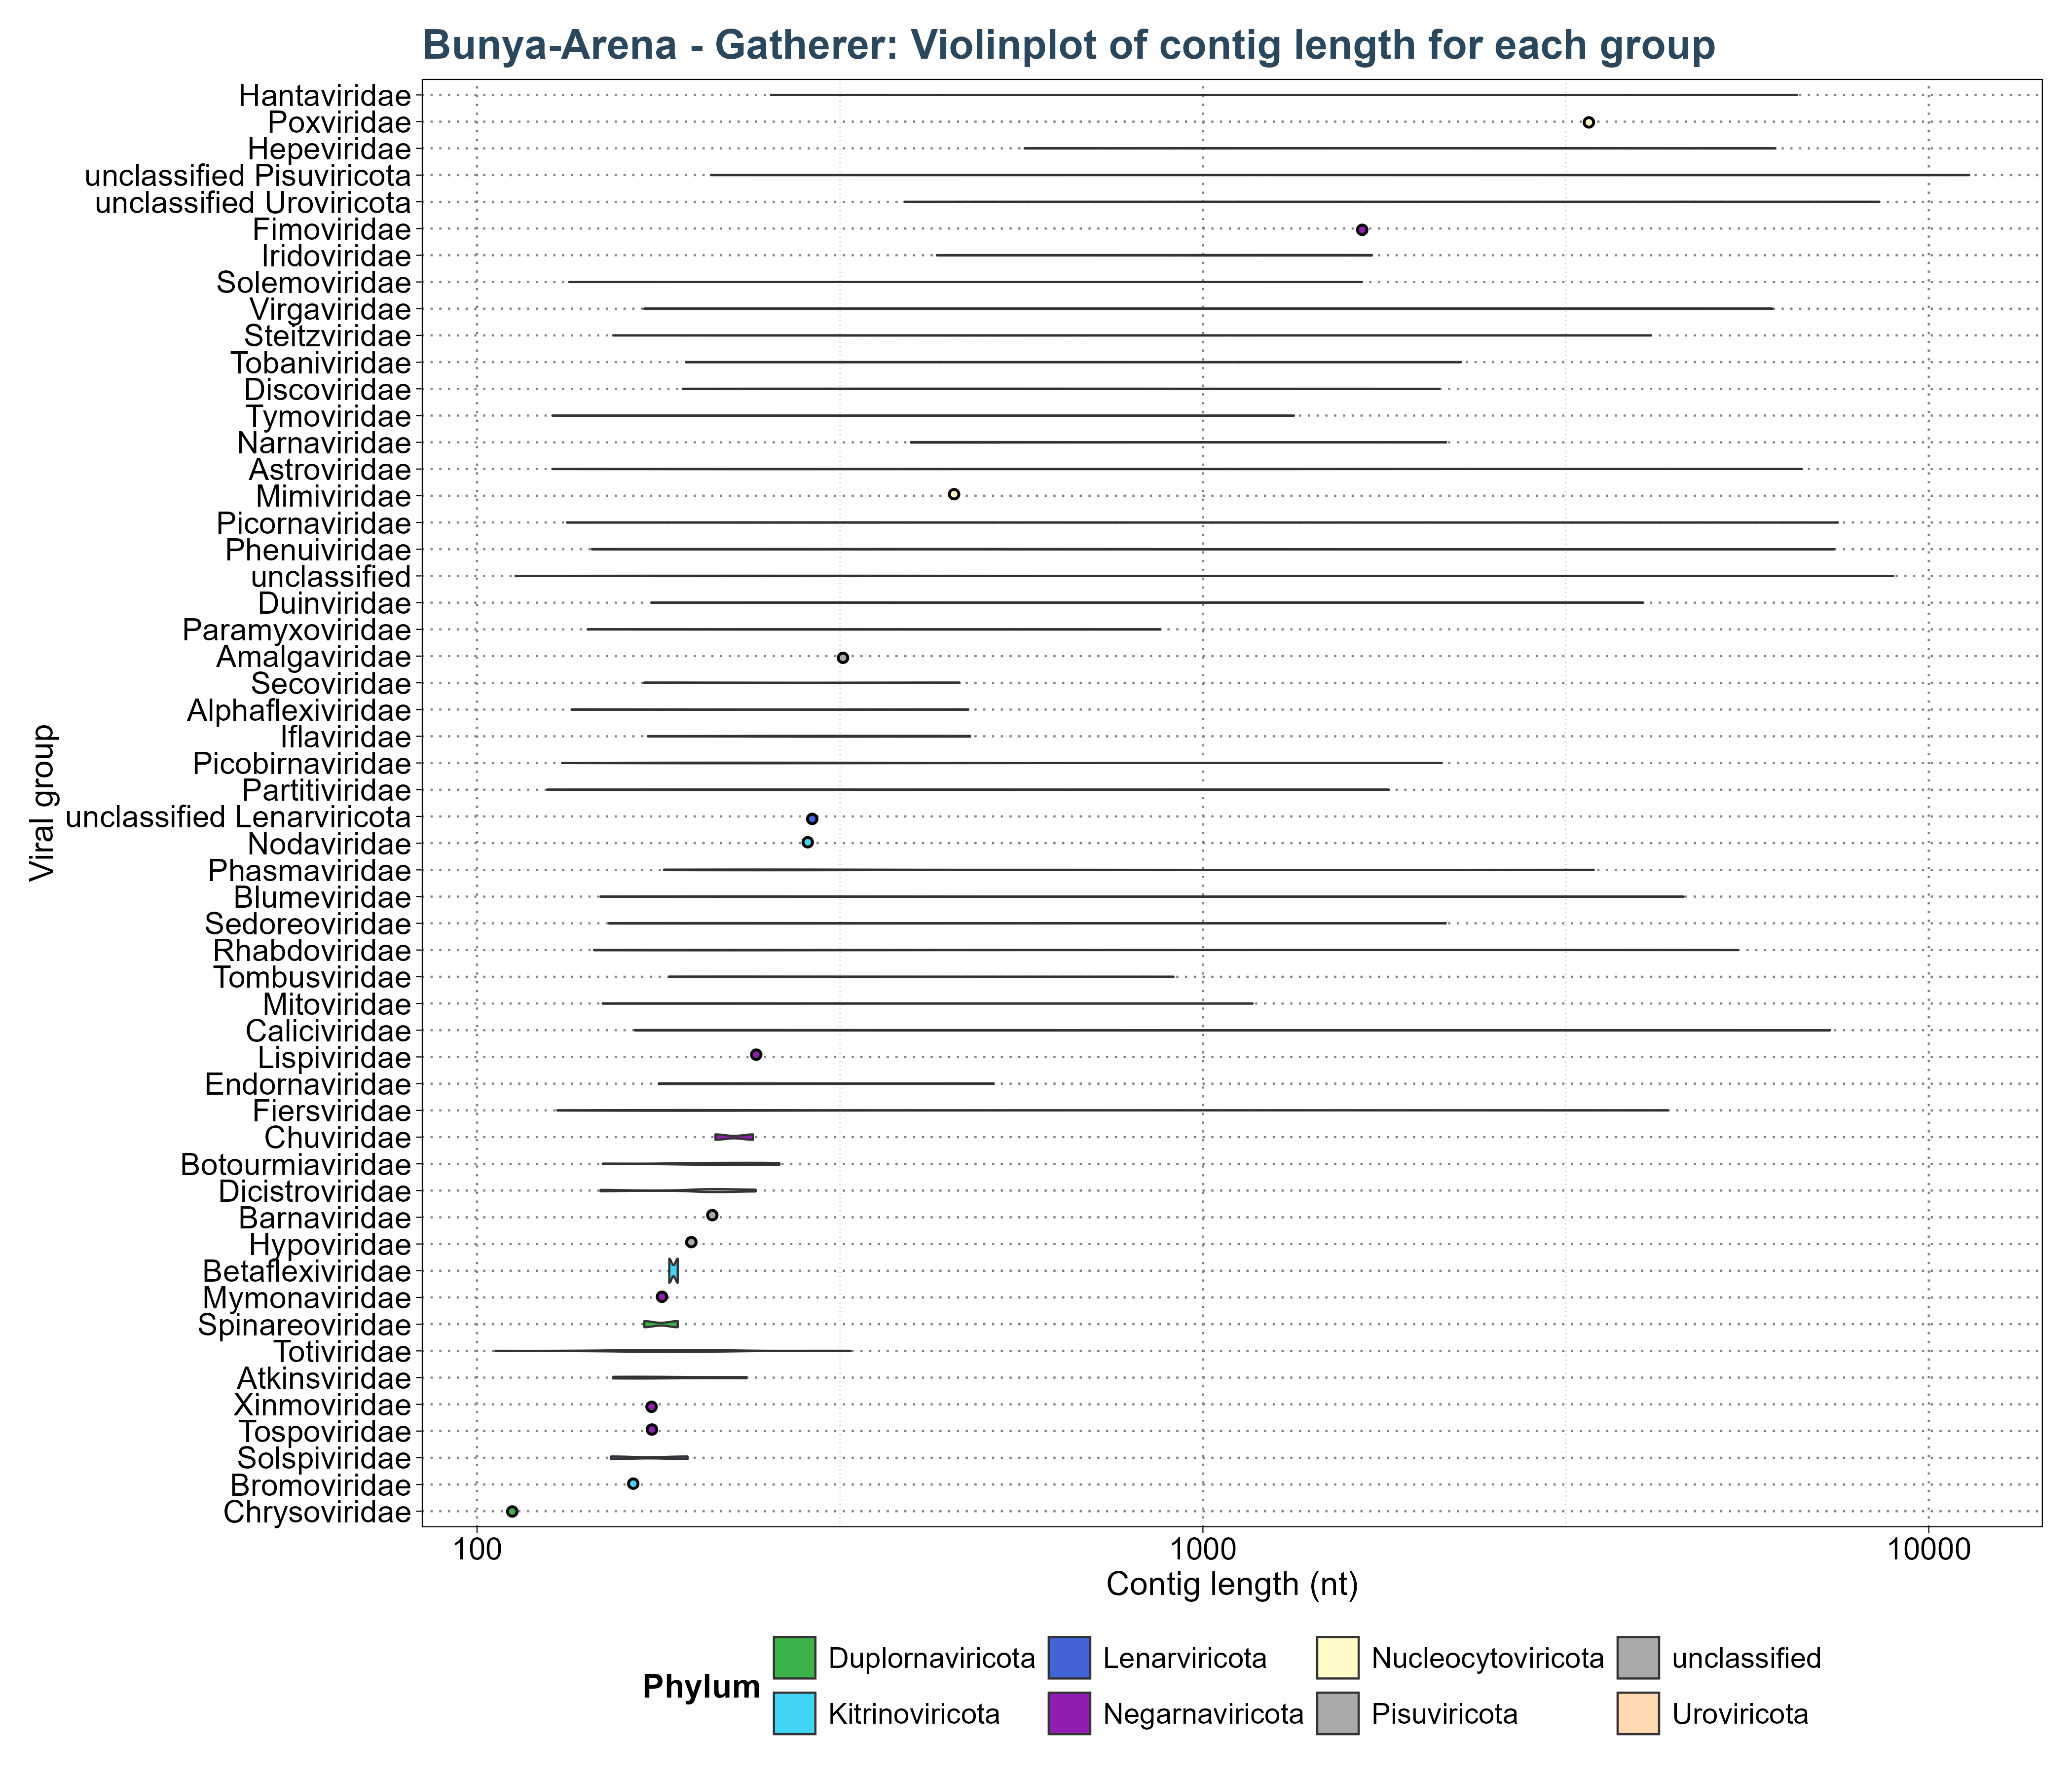 Bunya-Arena - Gatherer: Violinplot of contig length for each group
Hantaviridae
Poxviridae
Hepeviridae
unclassified Pisuviricota
unclassified Uroviricota
Fimoviridae
Iridoviridae
Solemoviridae
Virgaviridae
Steitzviridae
Tobaniviridae
Discoviridae
Tymoviridae
Narnaviridae
Astroviridae
Mimiviridae
Picornaviridae
Phenuiviridae
unclassified
Duinviridae
Paramyxoviridae
Amalgaviridae
Secoviridae
Alphaflexiviridae
Iflaviridae
Picobirnaviridae
Partitiviridae
unclassified Lenarviricota
Nodaviridae
Phasmaviridae
Blumeviridae
Sedoreoviridae
Rhabdoviridae
Tombusviridae
Mitoviridae
Caliciviridae
Lispiviridae
Endornaviridae
Fiersviridae
Chuviridae
Botourmiaviridae
Dicistroviridae
Barnaviridae
Hypoviridae
Betaflexiviridae
Mymonaviridae
Spinareoviridae
Totiviridae
Atkinsviridae
Xinmoviridae
Tospoviridae
Solspiviridae
Bromoviridae
Chrysoviridae
Viral group
100 1000 10000
Contig length (nt)
Phylum
Duplornaviricota Lenarviricota Nucleocytoviricota unclassified
Kitrinoviricota Negarnaviricota Pisuviricota Uroviricota